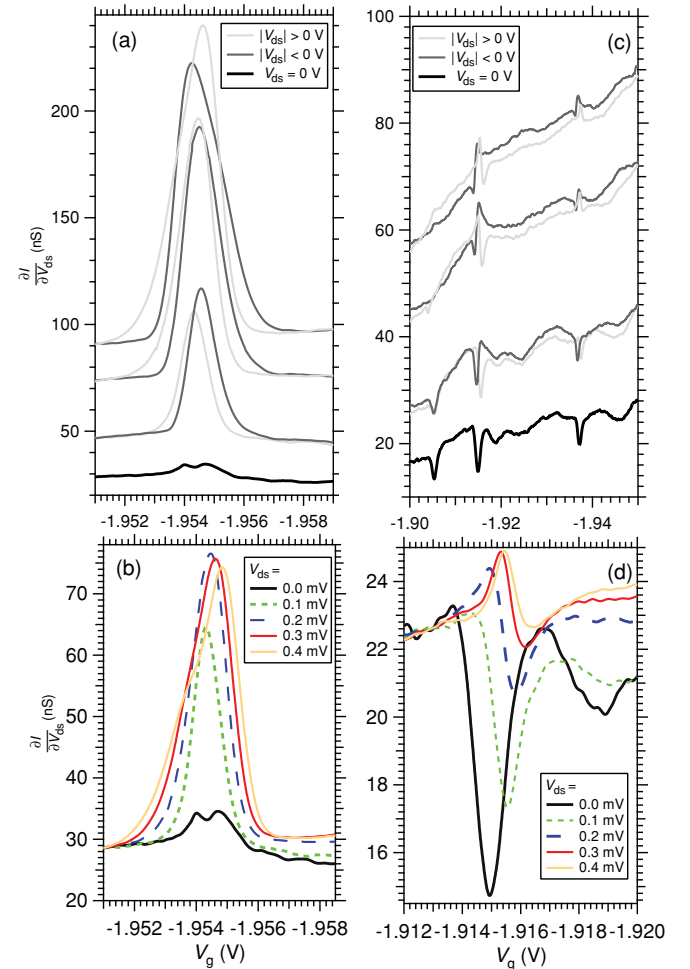 (a)
|Vds| > 0 V
|Vds| < 0 V
Vds = 0 V
200
150
100
50
∂I/∂Vds (nS)
-1.952 -1.954 -1.956 -1.958
(c)
|Vds| > 0 V
|Vds| < 0 V
Vds = 0 V
100
80
60
40
20
-1.90 -1.92 -1.94
(b)
Vds =
0.0 mV
0.1 mV
0.2 mV
0.3 mV
0.4 mV
70
60
50
40
30
20
∂I/∂Vds (nS)
-1.952 -1.954 -1.956 -1.958
Vg (V)
(d)
24
22
20
18
16
Vds =
0.0 mV
0.1 mV
0.2 mV
0.3 mV
0.4 mV
-1.912 -1.914 -1.916 -1.918 -1.920
Vg (V)